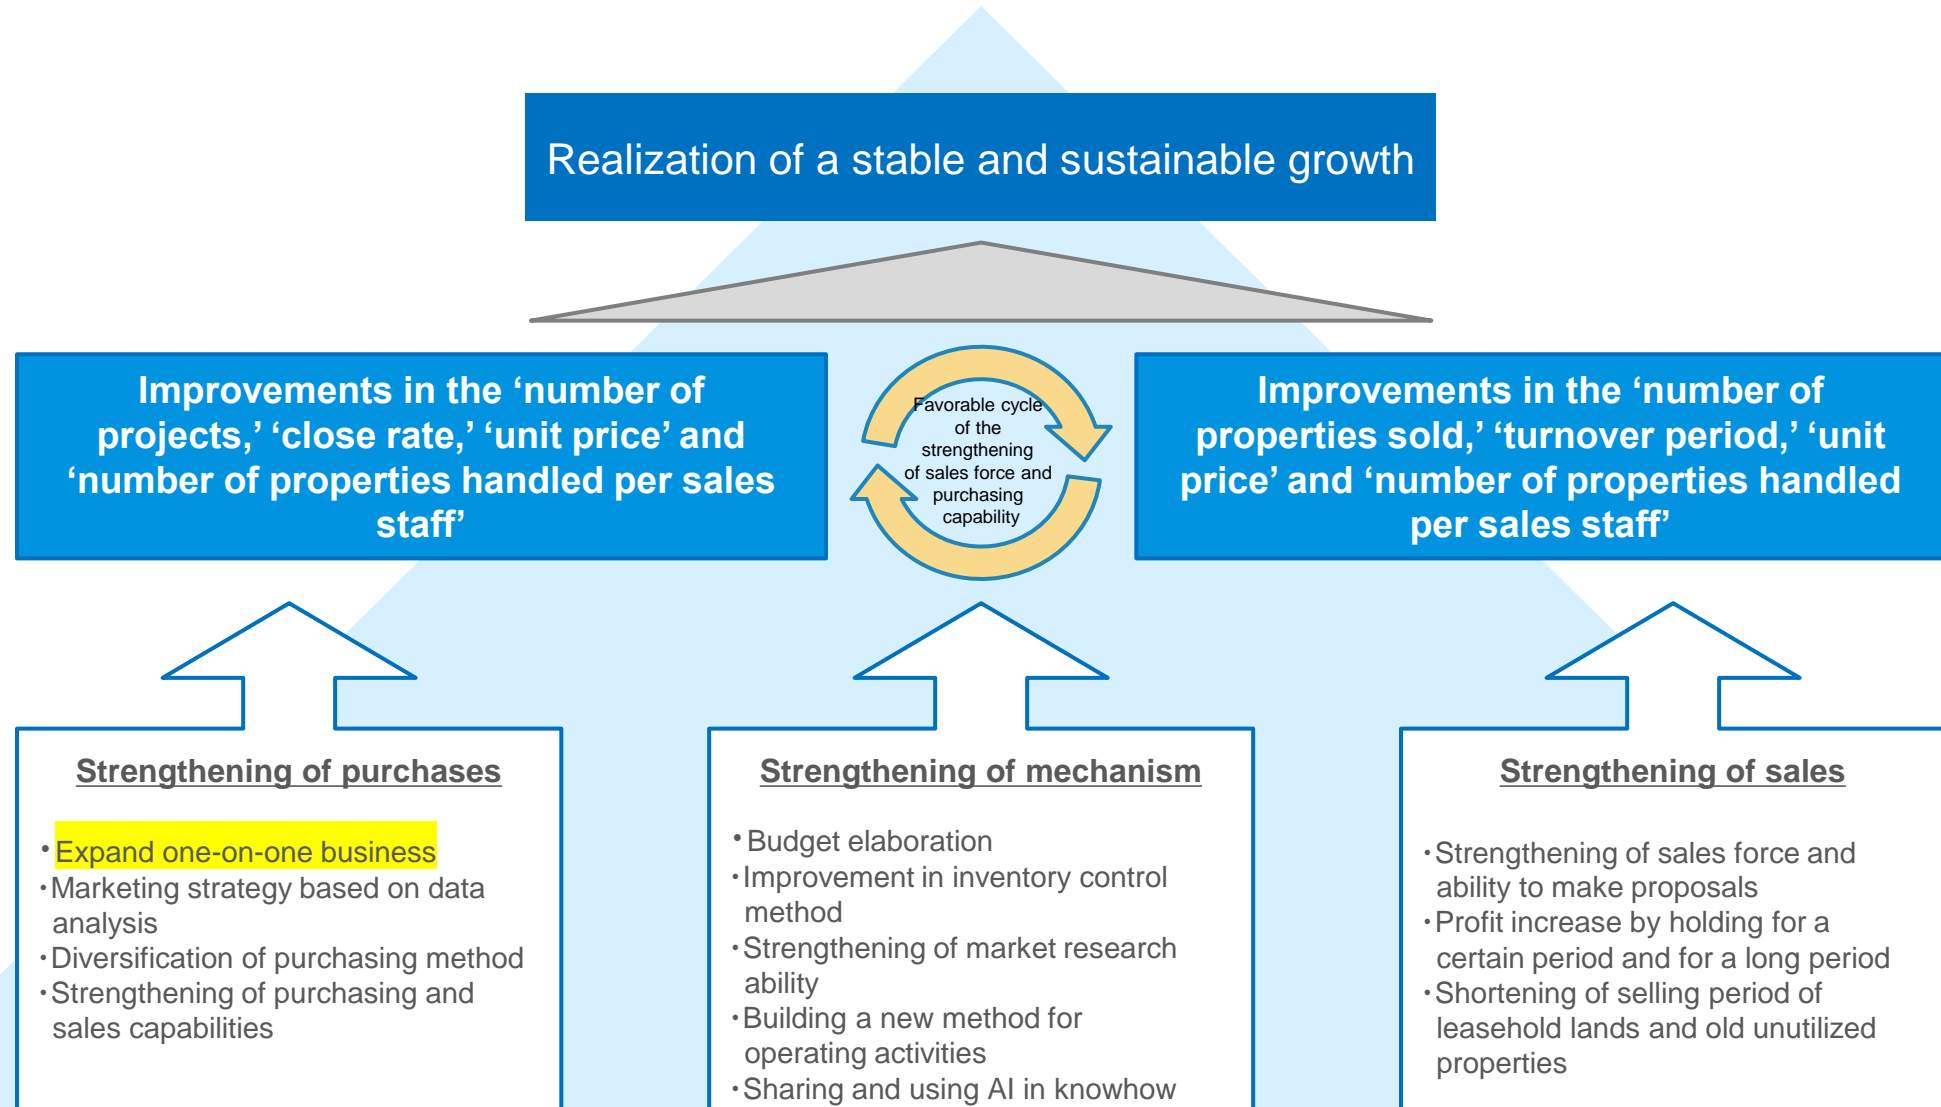 Realization of a stable and sustainable growth
Improvements in the ‘number of
projects,’ ‘close rate,’ ‘unit price’ and
‘number of properties handled per sales
staff’
Favorable cycle
of the
strengthening
of sales force and
purchasing
capability
Improvements in the ‘number of
properties sold,’ ‘turnover period,’ ‘unit
price’ and ‘number of properties handled
per sales staff’
Strengthening of purchases
・Expand one-on-one business
・Marketing strategy based on data
analysis
・Diversification of purchasing method
・Strengthening of purchasing and
sales capabilities
Strengthening of mechanism
・Budget elaboration
・Improvement in inventory control
method
・Strengthening of market research
ability
・Building a new method for
operating activities
・Sharing and using AI in knowhow
Strengthening of sales
・Strengthening of sales force and
ability to make proposals
・Profit increase by holding for a
certain period and for a long period
・Shortening of selling period of
leasehold lands and old unutilized
properties